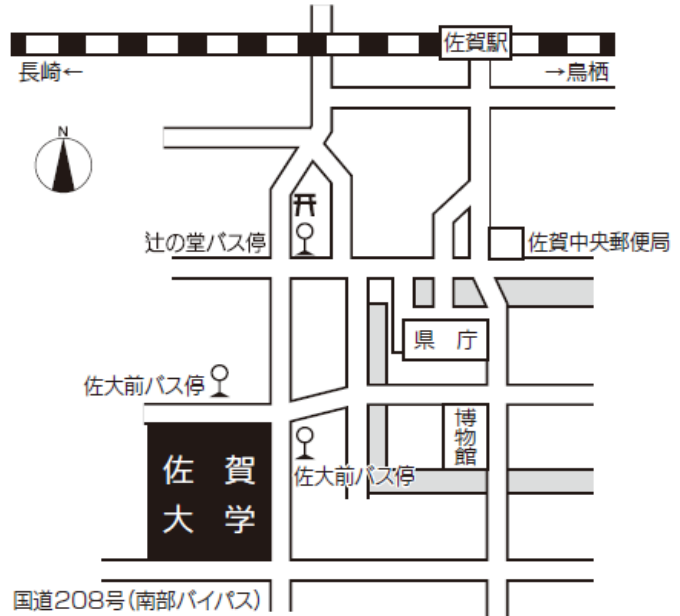 佐賀駅
長崎←
→鳥栖
N
辻の堂バス停
佐賀中央郵便局
県 庁
佐大前バス停
博物館
佐 賀
大 学
佐大前バス停
国道208号(南部バイパス)